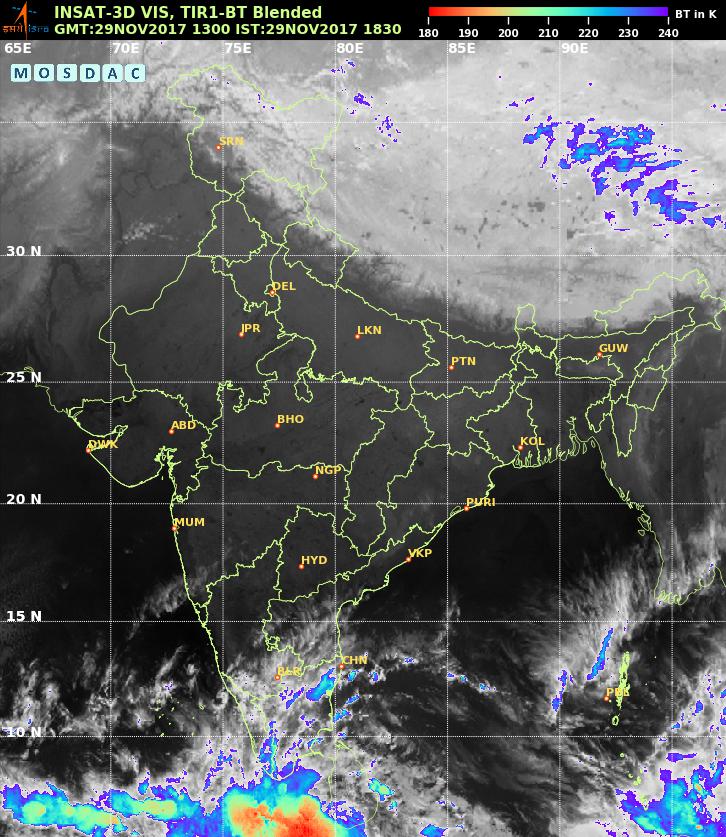 INSAT-3D VIS, TIR1-BT Blended
GMT:29NOV2017 1300 IST:29NOV2017 1830
BT in K
180 190 200 210 220 230 240
65E 70E 75E 80E 85E 90E
M O S D A C
SRN
30 N
DEL
JPR
LKN
GUW
PTN
25 N
ABD
BHO
DWK
KOL
NGP
20 N
PURI
MUM
VKP
HYD
15 N
CHN
BLR
PBL
10 N